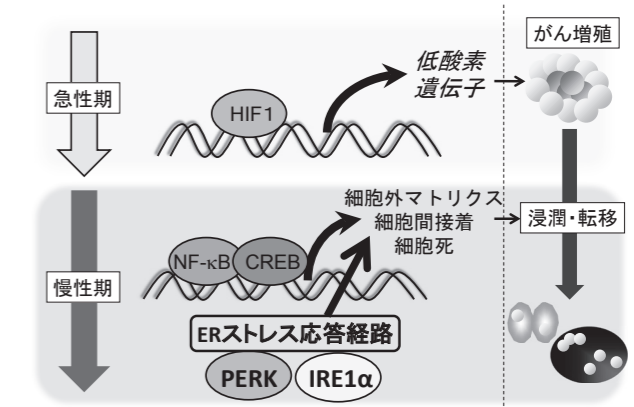 がん増殖
低酸素
遺伝子
急性期
HIF1
細胞外マトリクス
細胞間接着
細胞死
浸潤・転移
NF-κB
CREB
慢性期
ERストレス応答経路
PERK
IRE1α